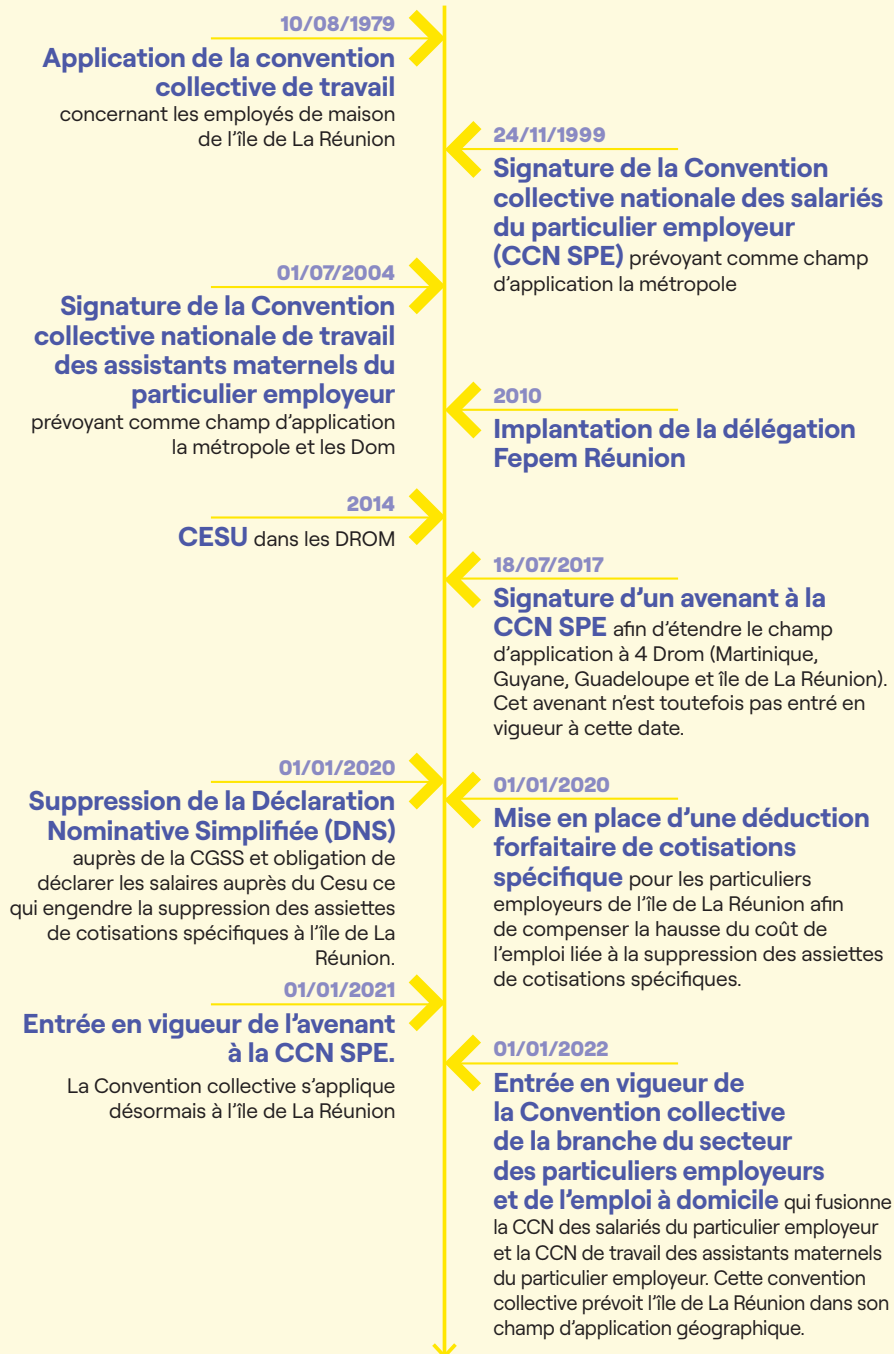 10/08/1979
Application de la convention
collective de travail
concernant les employés de maison
de l’île de La Réunion
24/11/1999
Signature de la Convention
collective nationale des salariés
du particulier employeur
(CCN SPE) prévoyant comme champ
d’application la métropole
01/07/2004
Signature de la Convention
collective nationale de travail
des assistants maternels du
particulier employeur
prévoyant comme champ d’application
la métropole et les Dom
2010
Implantation de la délégation
Fepem Réunion
2014
CESU dans les DROM
18/07/2017
Signature d’un avenant à la
CCN SPE afin d’étendre le champ
d’application à 4 Drom (Martinique,
Guyane, Guadeloupe et île de La Réunion).
Cet avenant n’est toutefois pas entré en
vigueur à cette date.
01/01/2020
Suppression de la Déclaration
Nominative Simplifiée (DNS)
auprès de la CGSS et obligation de
déclarer les salaires auprès du Cesu ce
qui engendre la suppression des assiettes
de cotisations spécifiques à l’île de La
Réunion.
01/01/2020
Mise en place d’une déduction
forfaitaire de cotisations
spécifique pour les particuliers
employeurs de l’île de La Réunion afin
de compenser la hausse du coût de
l’emploi liée à la suppression des assiettes
de cotisations spécifiques.
01/01/2021
Entrée en vigueur de l’avenant
à la CCN SPE.
La Convention collective s’applique
désormais à l’île de La Réunion
01/01/2022
Entrée en vigueur de
la Convention collective
de la branche du secteur
des particuliers employeurs
et de l’emploi à domicile qui fusionne
la CCN des salariés du particulier employeur
et la CCN de travail des assistants maternels
du particulier employeur. Cette convention
collective prévoit l’île de La Réunion dans son
champ d’application géographique.